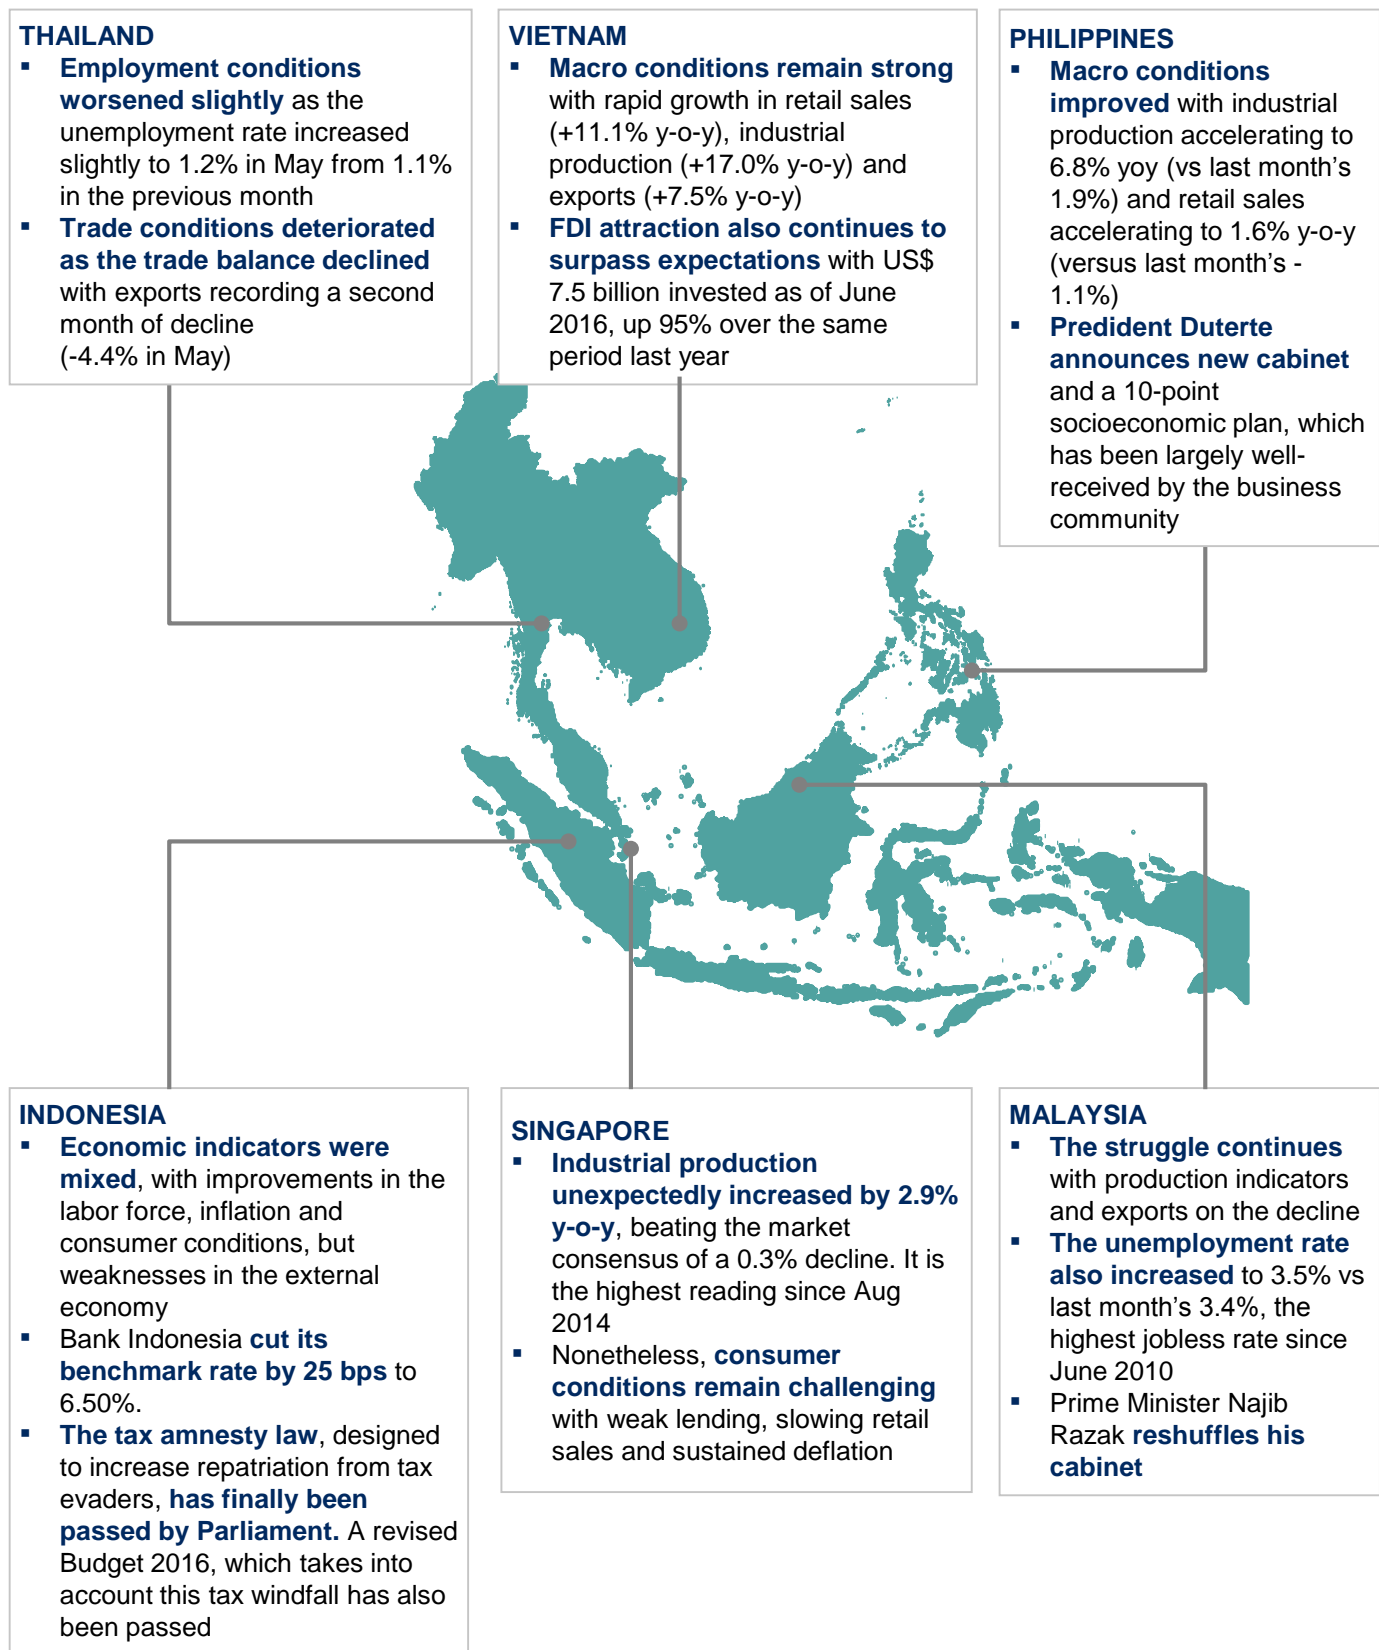 THAILAND
▪ Employment conditions
worsened slightly as the
unemployment rate increased
slightly to 1.2% in May from 1.1%
in the previous month
▪ Trade conditions deteriorated
as the trade balance declined
with exports recording a second
month of decline
(-4.4% in May)
VIETNAM
▪ Macro conditions remain strong
with rapid growth in retail sales
(+11.1% y-o-y), industrial
production (+17.0% y-o-y) and
exports (+7.5% y-o-y)
▪ FDI attraction also continues to
surpass expectations with US$
7.5 billion invested as of June
2016, up 95% over the same
period last year
PHILIPPINES
▪ Macro conditions
improved with industrial
production accelerating to
6.8% yoy (vs last month's
1.9%) and retail sales
accelerating to 1.6% y-o-y
(versus last month's -
1.1%)
▪ Predident Duterte
announces new cabinet
and a 10-point
socioeconomic plan, which
has been largely well-
received by the business
community
INDONESIA
▪ Economic indicators were
mixed, with improvements in the
labor force, inflation and
consumer conditions, but
weaknesses in the external
economy
▪ Bank Indonesia cut its
benchmark rate by 25 bps to
6.50%.
▪ The tax amnesty law, designed
to increase repatriation from tax
evaders, has finally been
passed by Parliament. A revised
Budget 2016, which takes into
account this tax windfall has also
been passed
SINGAPORE
▪ Industrial production
unexpectedly increased by 2.9%
y-o-y, beating the market
consensus of a 0.3% decline. It is
the highest reading since Aug
2014
▪ Nonetheless, consumer
conditions remain challenging
with weak lending, slowing retail
sales and sustained deflation
MALAYSIA
▪ The struggle continues
with production indicators
and exports on the decline
▪ The unemployment rate
also increased to 3.5% vs
last month's 3.4%, the
highest jobless rate since
June 2010
▪ Prime Minister Najib
Razak reshuffles his
cabinet